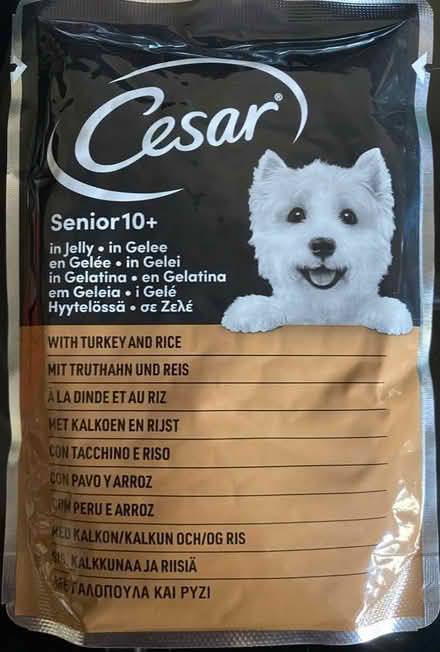 Cesar®
Senior 10+
in Jelly • in Gelee
en Gelée • in Gelei
in Gelatina • en Gelatina
em Geleia • i Gelé
Hyytelössä • σε Ζελέ
WITH TURKEY AND RICE
MIT TRUTHAHN UND REIS
À LA DINDE ET AU RIZ
MET KALKOEN EN RIJST
CON TACCHINO E RISO
CON PAVO Y ARROZ
COM PERU E ARROZ
MED KALKON/KALKUN OCH/OG RIS
KALKKUNAA JA RIISIÄ
ΓΑΛΟΠΟΥΛΑ ΚΑΙ ΡΥΖΙ